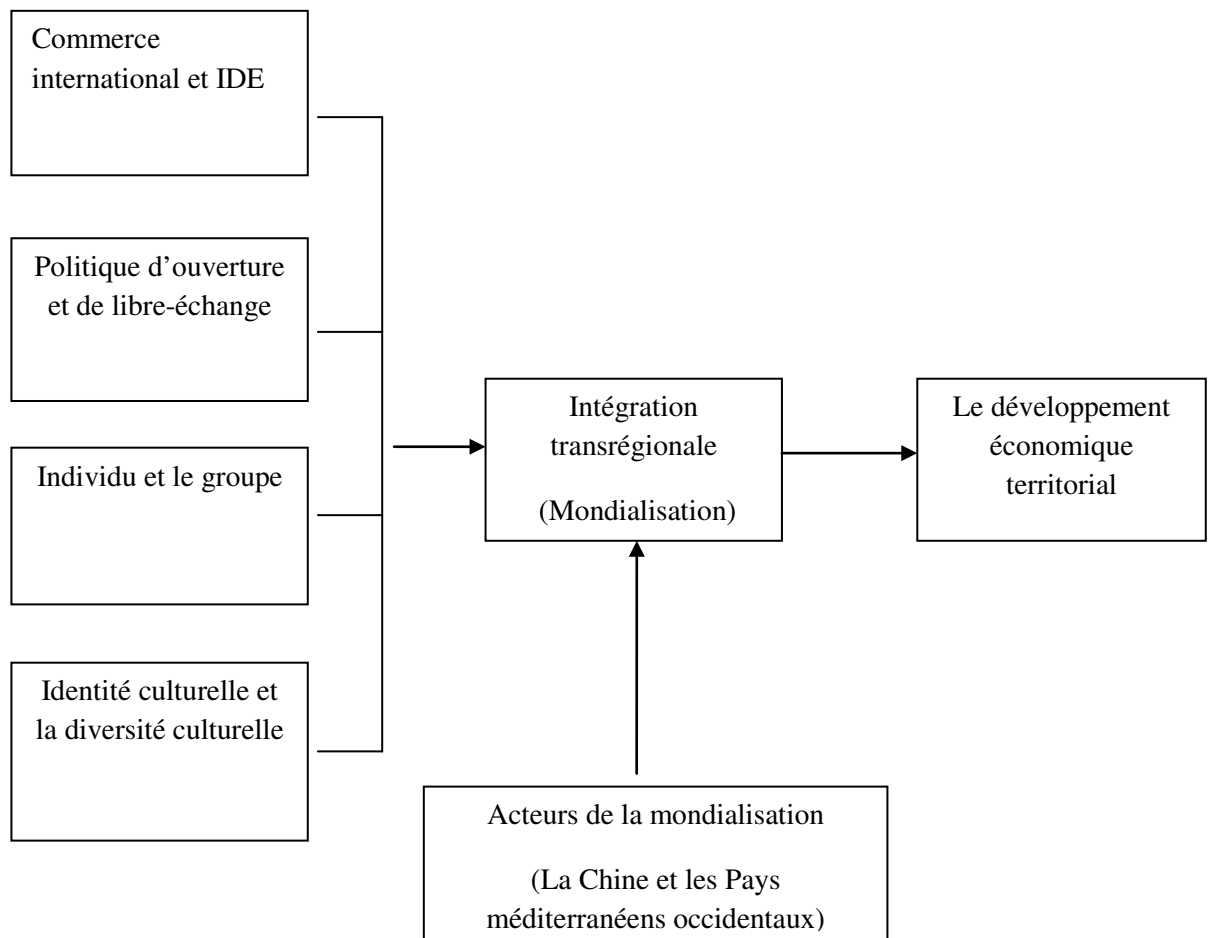 Commerce
international et IDE
Politique d’ouverture
et de libre-échange
Individu et le groupe
Identité culturelle et
la diversité culturelle
Intégration
transrégionale
(Mondialisation)
Le développement
économique
territorial
Acteurs de la mondialisation
(La Chine et les Pays
méditerranéens occidentaux)